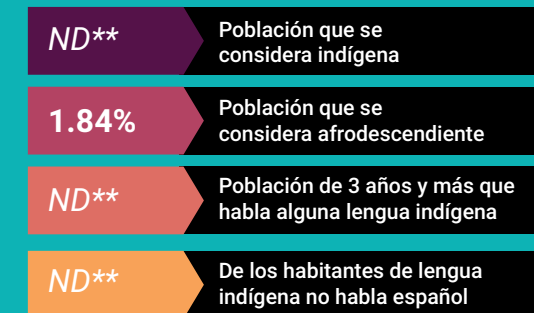 ND**
Población que se
considera indígena
1.84%
Población que se
considera afrodescendiente
ND**
Población de 3 años y más que
habla alguna lengua indígena
ND**
De los habitantes de lengua
indígena no habla español